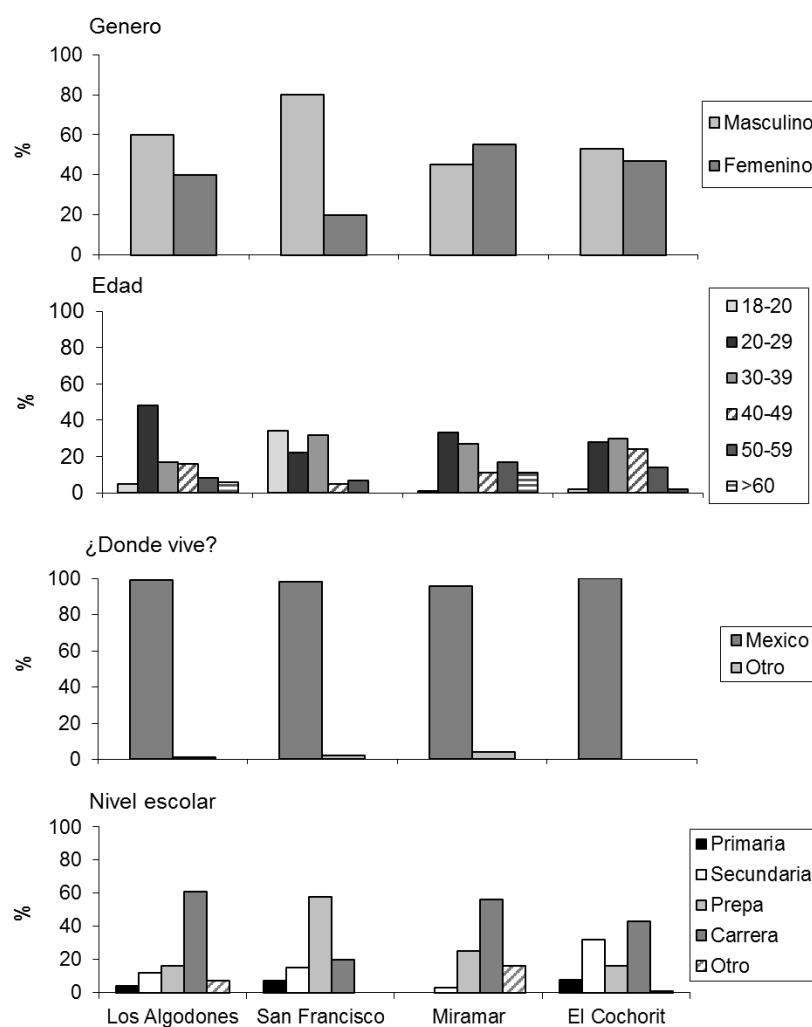 Genero
100
80
60
40
20
0
%
Masculino
Femenino
Edad
100
80
60
40
20
0
%
18-20
20-29
30-39
40-49
50-59
>60
¿Donde vive?
100
80
60
40
20
0
%
Mexico
Otro
Nivel escolar
100
80
60
40
20
0
%
Primaria
Secundaria
Prepa
Carrera
Otro
Los Algodones San Francisco Miramar El Cochorit